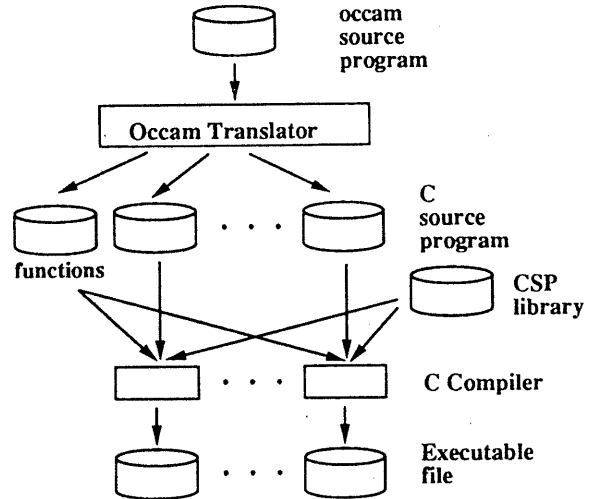 occam
source
program
Occam Translator
C
source
program
functions
CSP
library
C Compiler
Executable
file